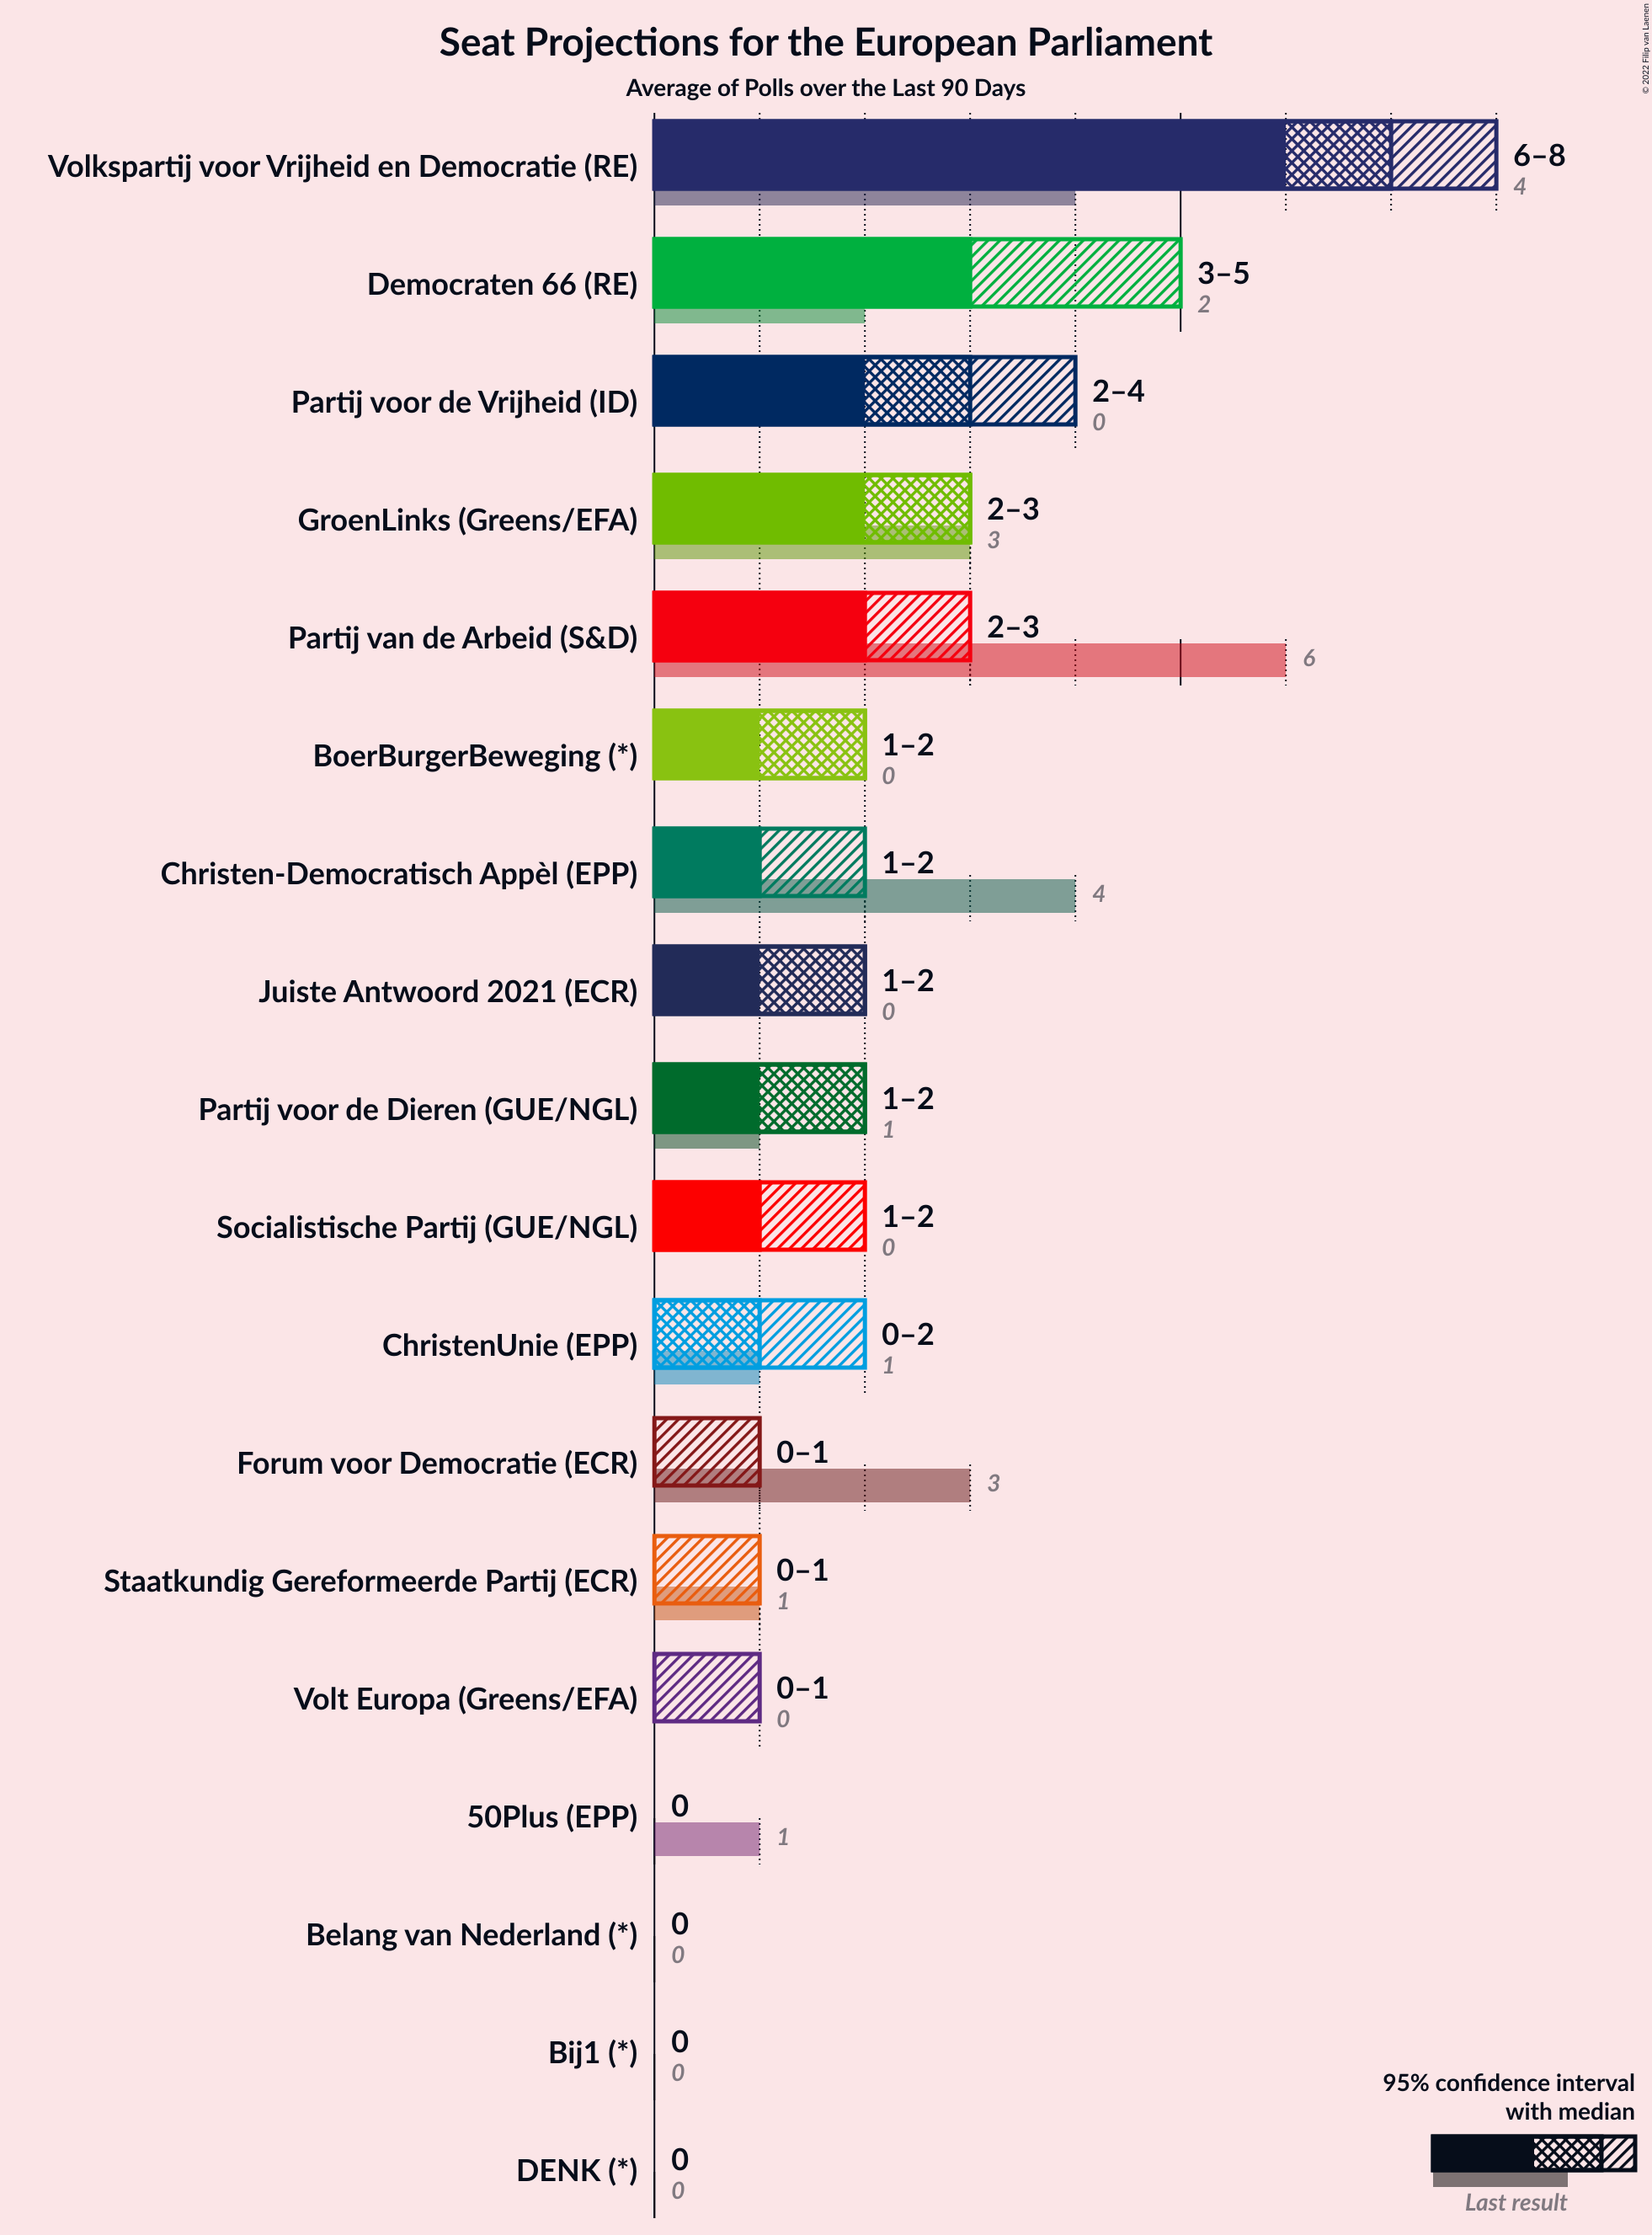 © 2022 Filip van Laenen
Seat Projections for the European Parliament
Average of Polls over the Last 90 Days
Volkspartij voor Vrijheid en Democratie (RE)
6–8
4
Democraten 66 (RE)
3–5
2
Partij voor de Vrijheid (ID)
2–4
0
GroenLinks (Greens/EFA)
2–3
3
Partij van de Arbeid (S&D)
2–3
6
BoerBurgerBeweging (*)
1–2
0
Christen-Democratisch Appèl (EPP)
1–2
4
Juiste Antwoord 2021 (ECR)
1–2
0
Partij voor de Dieren (GUE/NGL)
1–2
1
Socialistische Partij (GUE/NGL)
1–2
0
ChristenUnie (EPP)
0–2
1
Forum voor Democratie (ECR)
0–1
3
Staatkundig Gereformeerde Partij (ECR)
0–1
1
Volt Europa (Greens/EFA)
0–1
0
50Plus (EPP)
0
1
Belang van Nederland (*)
0
0
Bij1 (*)
0
0
DENK (*)
0
0
95% confidence interval
with median
Last result